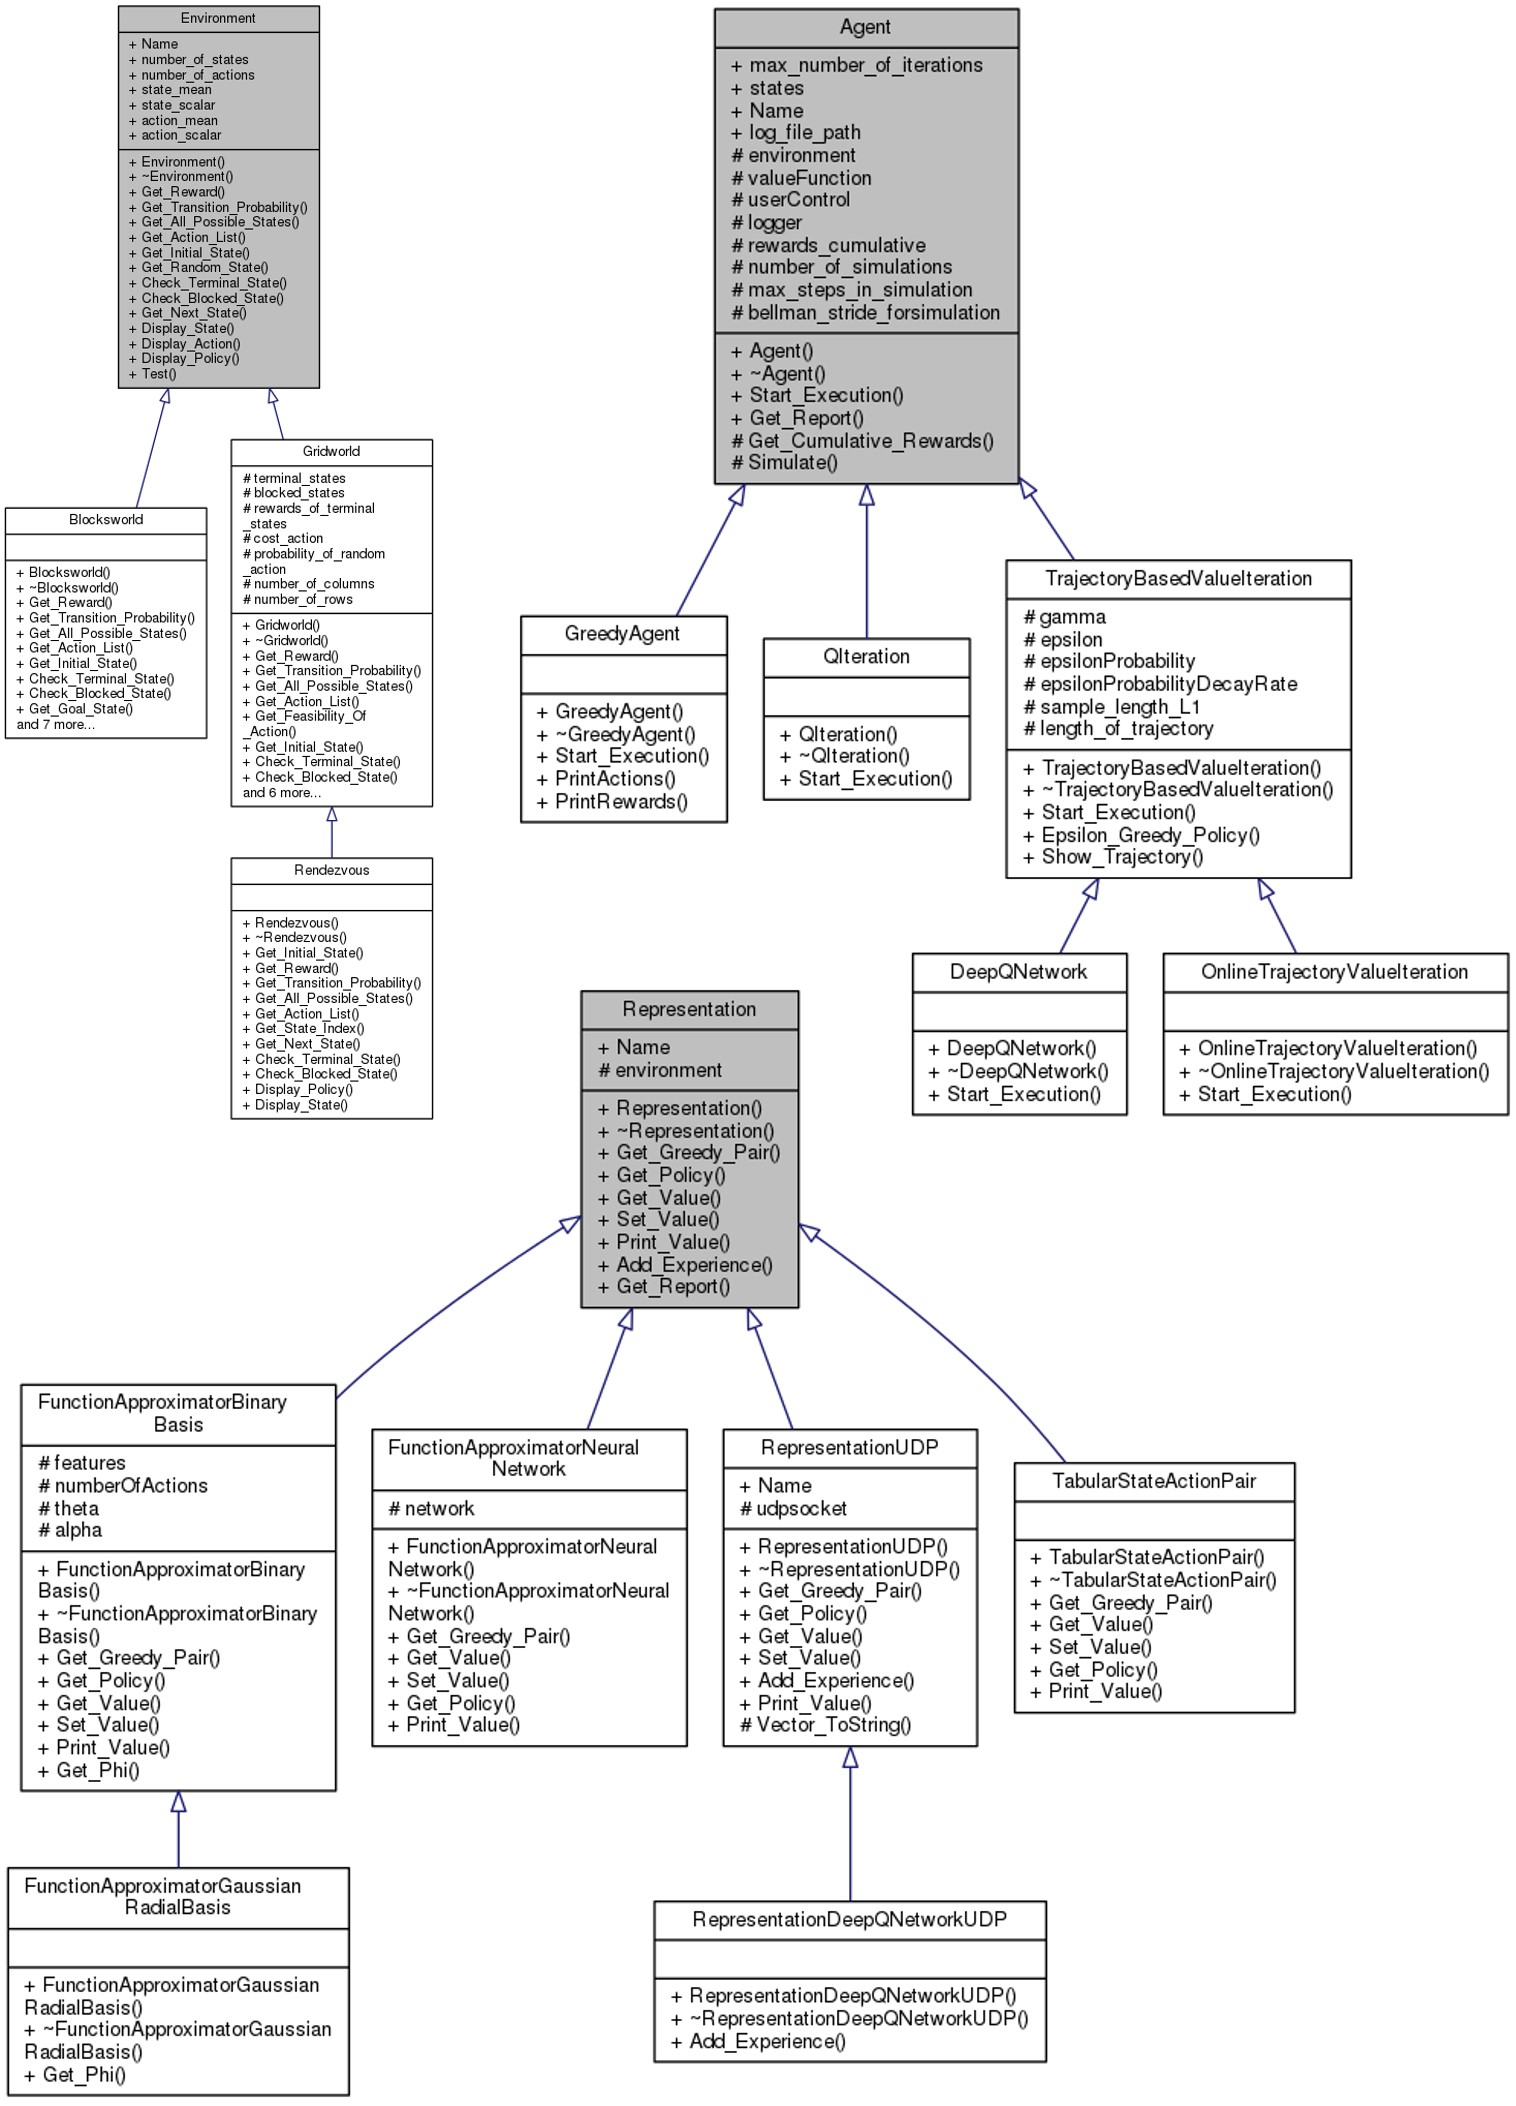 Environment
+ Name
+ number_of_states
+ number_of_actions
+ state_mean
+ state_scalar
+ action_mean
+ action_scalar
+ Environment()
+ ~Environment()
+ Get_Reward()
+ Get_Transition_Probability()
+ Get_All_Possible_States()
+ Get_Action_List()
+ Get_Initial_State()
+ Get_Random_State()
+ Check_Terminal_State()
+ Check_Blocked_State()
+ Get_Next_State()
+ Display_State()
+ Display_Action()
+ Display_Policy()
+ Test()
Blocksworld
+ Blocksworld()
+ ~Blocksworld()
+ Get_Reward()
+ Get_Transition_Probability()
+ Get_All_Possible_States()
+ Get_Action_List()
+ Get_Initial_State()
+ Check_Terminal_State()
+ Check_Blocked_State()
+ Get_Goal_State()
and 7 more...
Gridworld
# terminal_states
# blocked_states
# rewards_of_terminal
_states
# cost_action
# probability_of_random
_action
# number_of_columns
# number_of_rows
+ Gridworld()
+ ~Gridworld()
+ Get_Reward()
+ Get_Transition_Probability()
+ Get_All_Possible_States()
+ Get_Action_List()
+ Get_Feasibility_Of
_Action()
+ Get_Initial_State()
+ Check_Terminal_State()
+ Check_Blocked_State()
and 6 more...
Rendezvous
+ Rendezvous()
+ ~Rendezvous()
+ Get_Initial_State()
+ Get_Reward()
+ Get_Transition_Probability()
+ Get_All_Possible_States()
+ Get_Action_List()
+ Get_State_Index()
+ Get_Next_State()
+ Check_Terminal_State()
+ Check_Blocked_State()
+ Display_Policy()
+ Display_State()
Agent
+ max_number_of_iterations
+ states
+ Name
+ log_file_path
# environment
# valueFunction
# userControl
# logger
# rewards_cumulative
# number_of_simulations
# max_steps_in_simulation
# bellman_stride_forsimulation
+ Agent()
+ ~Agent()
+ Start_Execution()
+ Get_Report()
# Get_Cumulative_Rewards()
# Simulate()
GreedyAgent
+ GreedyAgent()
+ ~GreedyAgent()
+ Start_Execution()
+ PrintActions()
+ PrintRewards()
QIteration
+ QIteration()
+ ~QIteration()
+ Start_Execution()
TrajectoryBasedValueIteration
# gamma
# epsilon
# epsilonProbability
# epsilonProbabilityDecayRate
# sample_length_L1
# length_of_trajectory
+ TrajectoryBasedValueIteration()
+ ~TrajectoryBasedValueIteration()
+ Start_Execution()
+ Epsilon_Greedy_Policy()
+ Show_Trajectory()
DeepQNetwork
+ DeepQNetwork()
+ ~DeepQNetwork()
+ Start_Execution()
OnlineTrajectoryValueIteration
+ OnlineTrajectoryValueIteration()
+ ~OnlineTrajectoryValueIteration()
+ Start_Execution()
Representation
+ Name
# environment
+ Representation()
+ ~Representation()
+ Get_Greedy_Pair()
+ Get_Policy()
+ Get_Value()
+ Set_Value()
+ Print_Value()
+ Add_Experience()
+ Get_Report()
FunctionApproximatorBinary
Basis
# features
# numberOfActions
# theta
# alpha
+ FunctionApproximatorBinary
Basis()
+ ~FunctionApproximatorBinary
Basis()
+ Get_Greedy_Pair()
+ Get_Policy()
+ Get_Value()
+ Set_Value()
+ Print_Value()
+ Get_Phi()
FunctionApproximatorNeural
Network
# network
+ FunctionApproximatorNeural
Network()
+ ~FunctionApproximatorNeural
Network()
+ Get_Greedy_Pair()
+ Get_Value()
+ Set_Value()
+ Get_Policy()
+ Print_Value()
RepresentationUDP
+ Name
# udpsocket
+ RepresentationUDP()
+ ~RepresentationUDP()
+ Get_Greedy_Pair()
+ Get_Policy()
+ Get_Value()
+ Set_Value()
+ Add_Experience()
+ Print_Value()
# Vector_ToString()
TabularStateActionPair
+ TabularStateActionPair()
+ ~TabularStateActionPair()
+ Get_Greedy_Pair()
+ Get_Value()
+ Set_Value()
+ Get_Policy()
+ Print_Value()
FunctionApproximatorGaussian
RadialBasis
+ FunctionApproximatorGaussian
RadialBasis()
+ ~FunctionApproximatorGaussian
RadialBasis()
+ Get_Phi()
RepresentationDeepQNetworkUDP
+ RepresentationDeepQNetworkUDP()
+ ~RepresentationDeepQNetworkUDP()
+ Add_Experience()